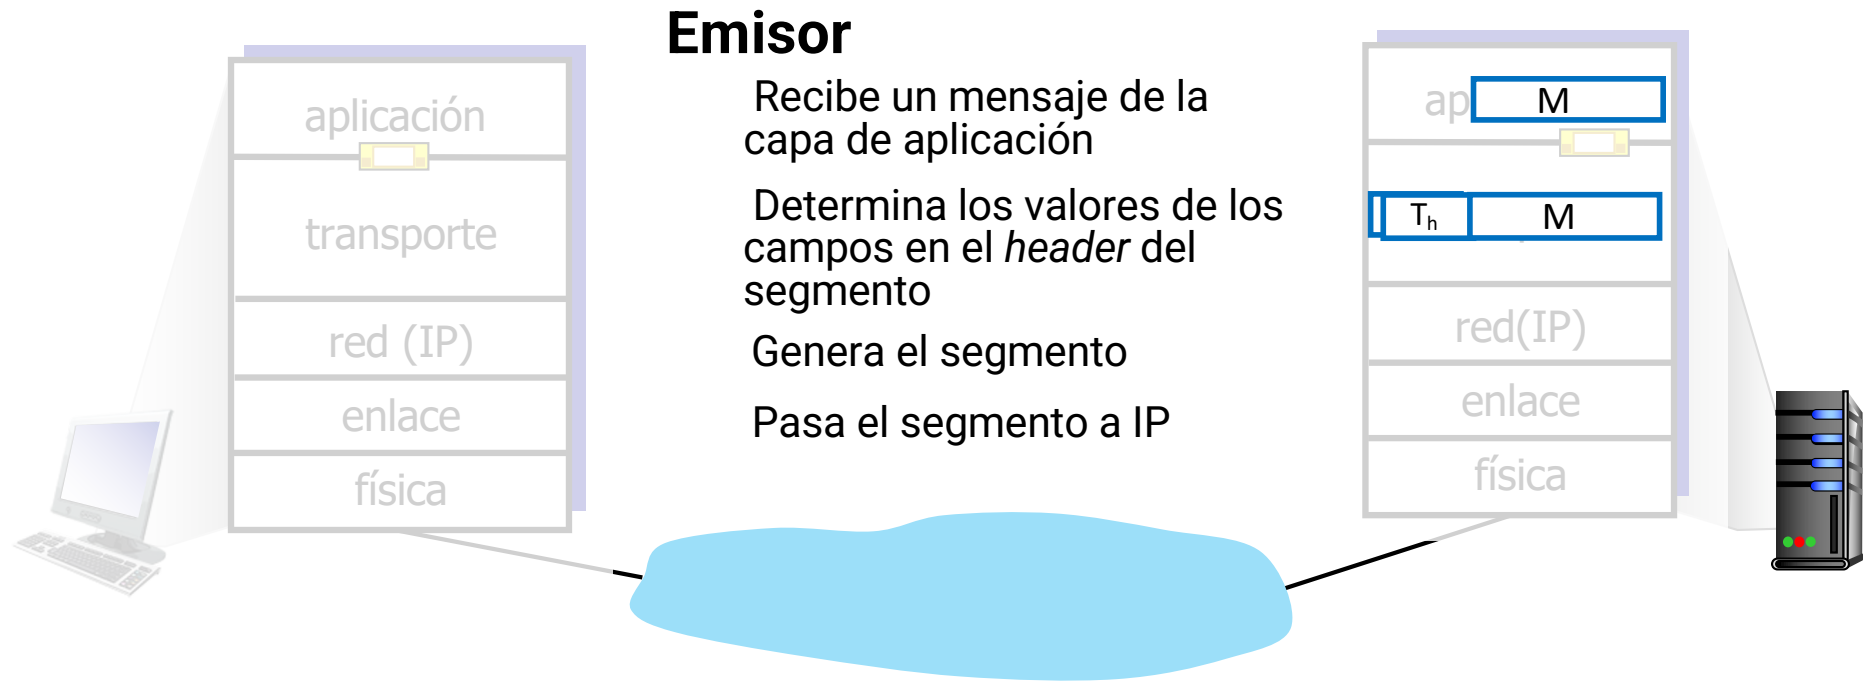 Emisor
Recibe un mensaje de la
capa de aplicación
Determina los valores de los
campos en el header del
segmento
Genera el segmento
Pasa el segmento a IP
aplicación
transporte
red (IP)
enlace
física
ap
M
Th
M
red(IP)
enlace
física